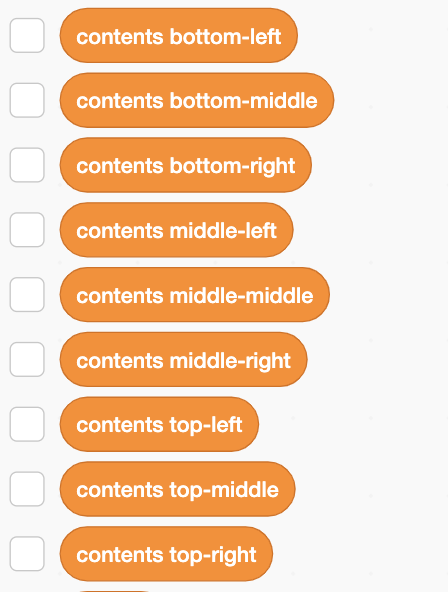 contents bottom-left
contents bottom-middle
contents bottom-right
contents middle-left
contents middle-middle
contents middle-right
contents top-left
contents top-middle
contents top-right